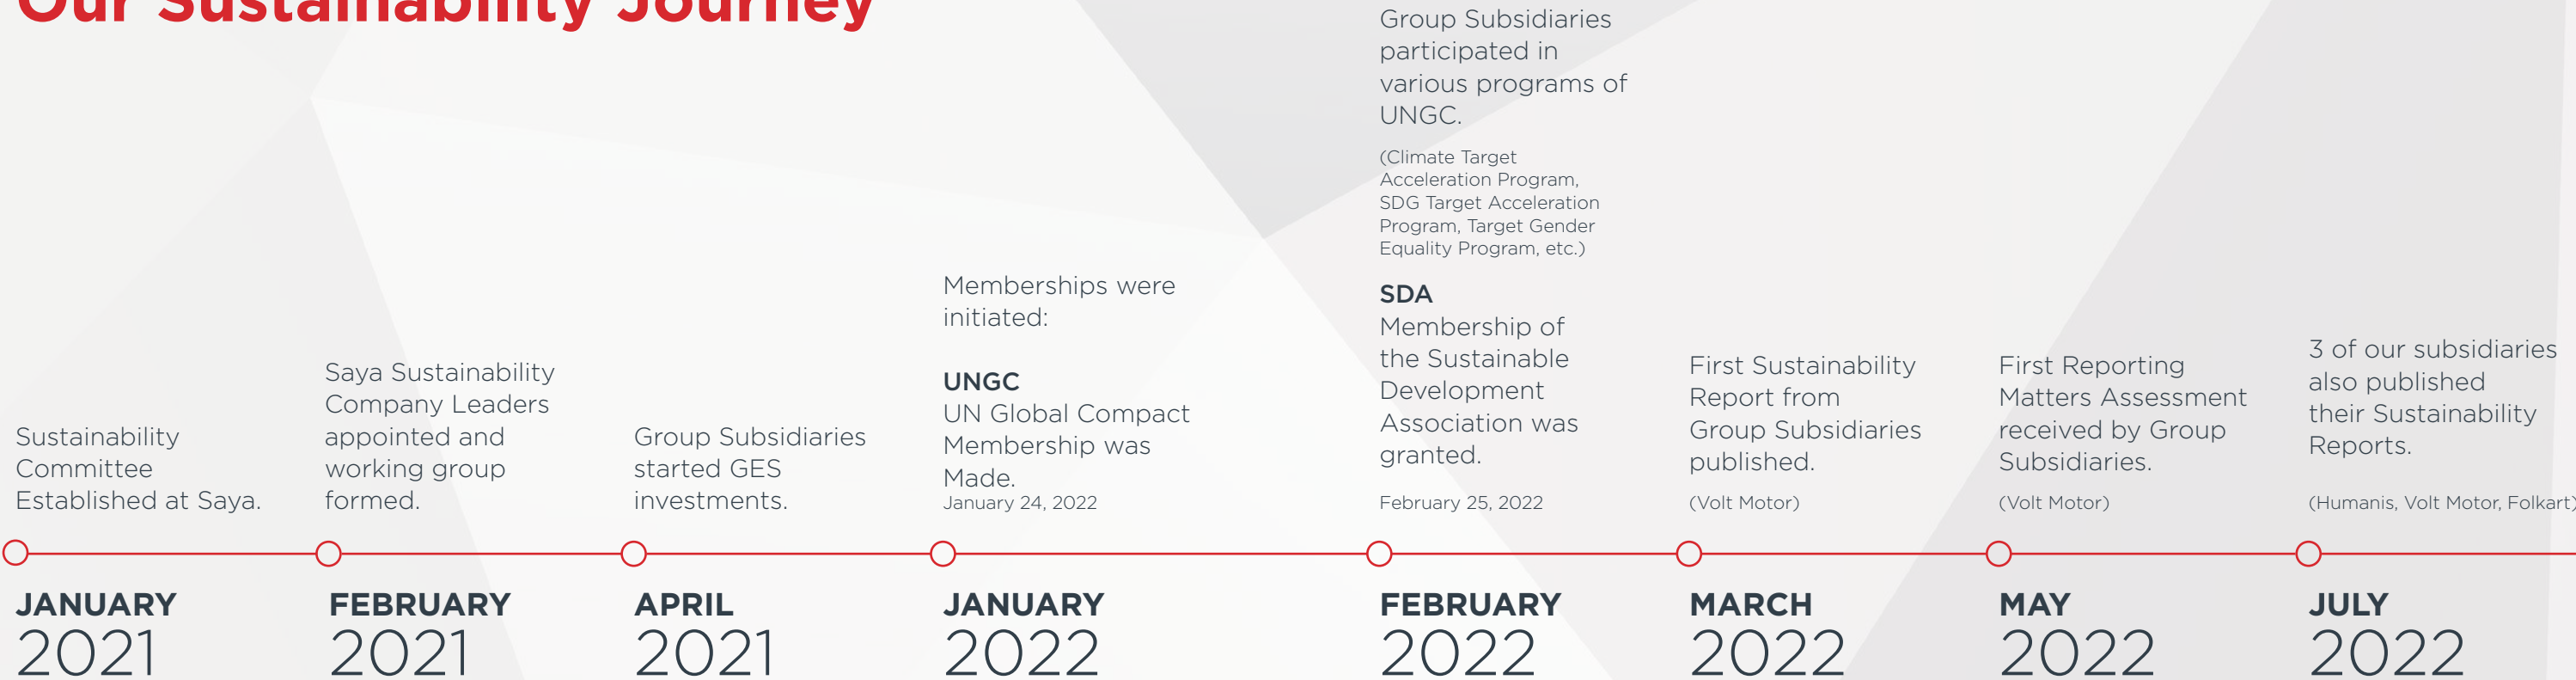 Our Sustainability Journey
Sustainability
Committee
Established at Saya.
JANUARY
2021
Saya Sustainability
Company Leaders
appointed and
working group
formed.
FEBRUARY
2021
Group Subsidiaries
started GES
investments.
APRIL
2021
Memberships were
initiated:
UNGC
UN Global Compact
Membership was
Made.
January 24, 2022
JANUARY
2022
Group Subsidiaries
participated in
various programs of
UNGC.
(Climate Target
Acceleration Program,
SDG Target Acceleration
Program, Target Gender
Equality Program, etc.)
SDA
Membership of
the Sustainable
Development
Association was
granted.
February 25, 2022
FEBRUARY
2022
First Sustainability
Report from
Group Subsidiaries
published.
(Volt Motor)
MARCH
2022
First Reporting
Matters Assessment
received by Group
Subsidiaries.
(Volt Motor)
MAY
2022
3 of our subsidiaries
also published
their Sustainability
Reports.
(Humanis, Volt Motor, Folkart)
JULY
2022